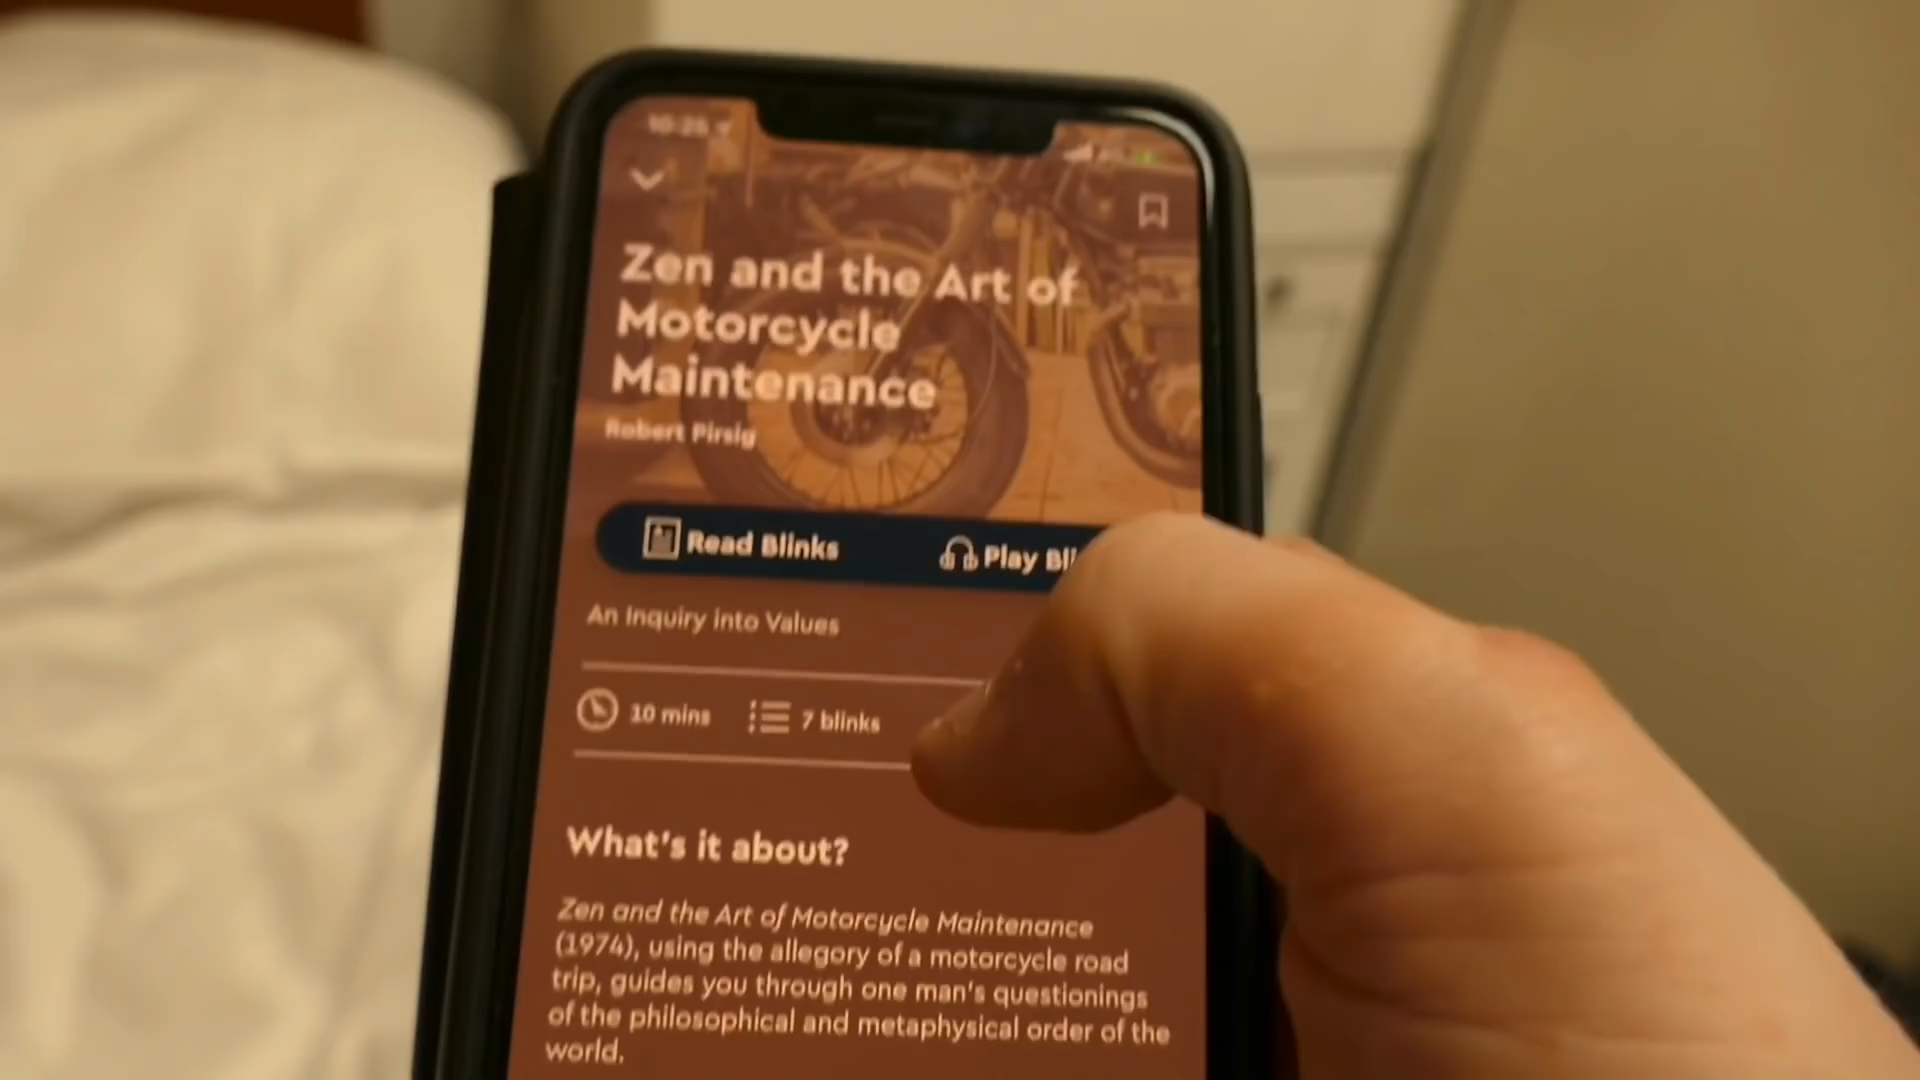 Zen and the Art of
Motorcycle
Maintenance
Robert Pirsig
Read Blinks
Play
An Inquiry into Values
10 mins
7 blinks
What's it about?
Zen and the Art of Motorcycle Maintenance
(1974), using the allegory of a motorcycle road
trip, guides you through one man's questionings
of the philosophical and metaphysical order of the
world.